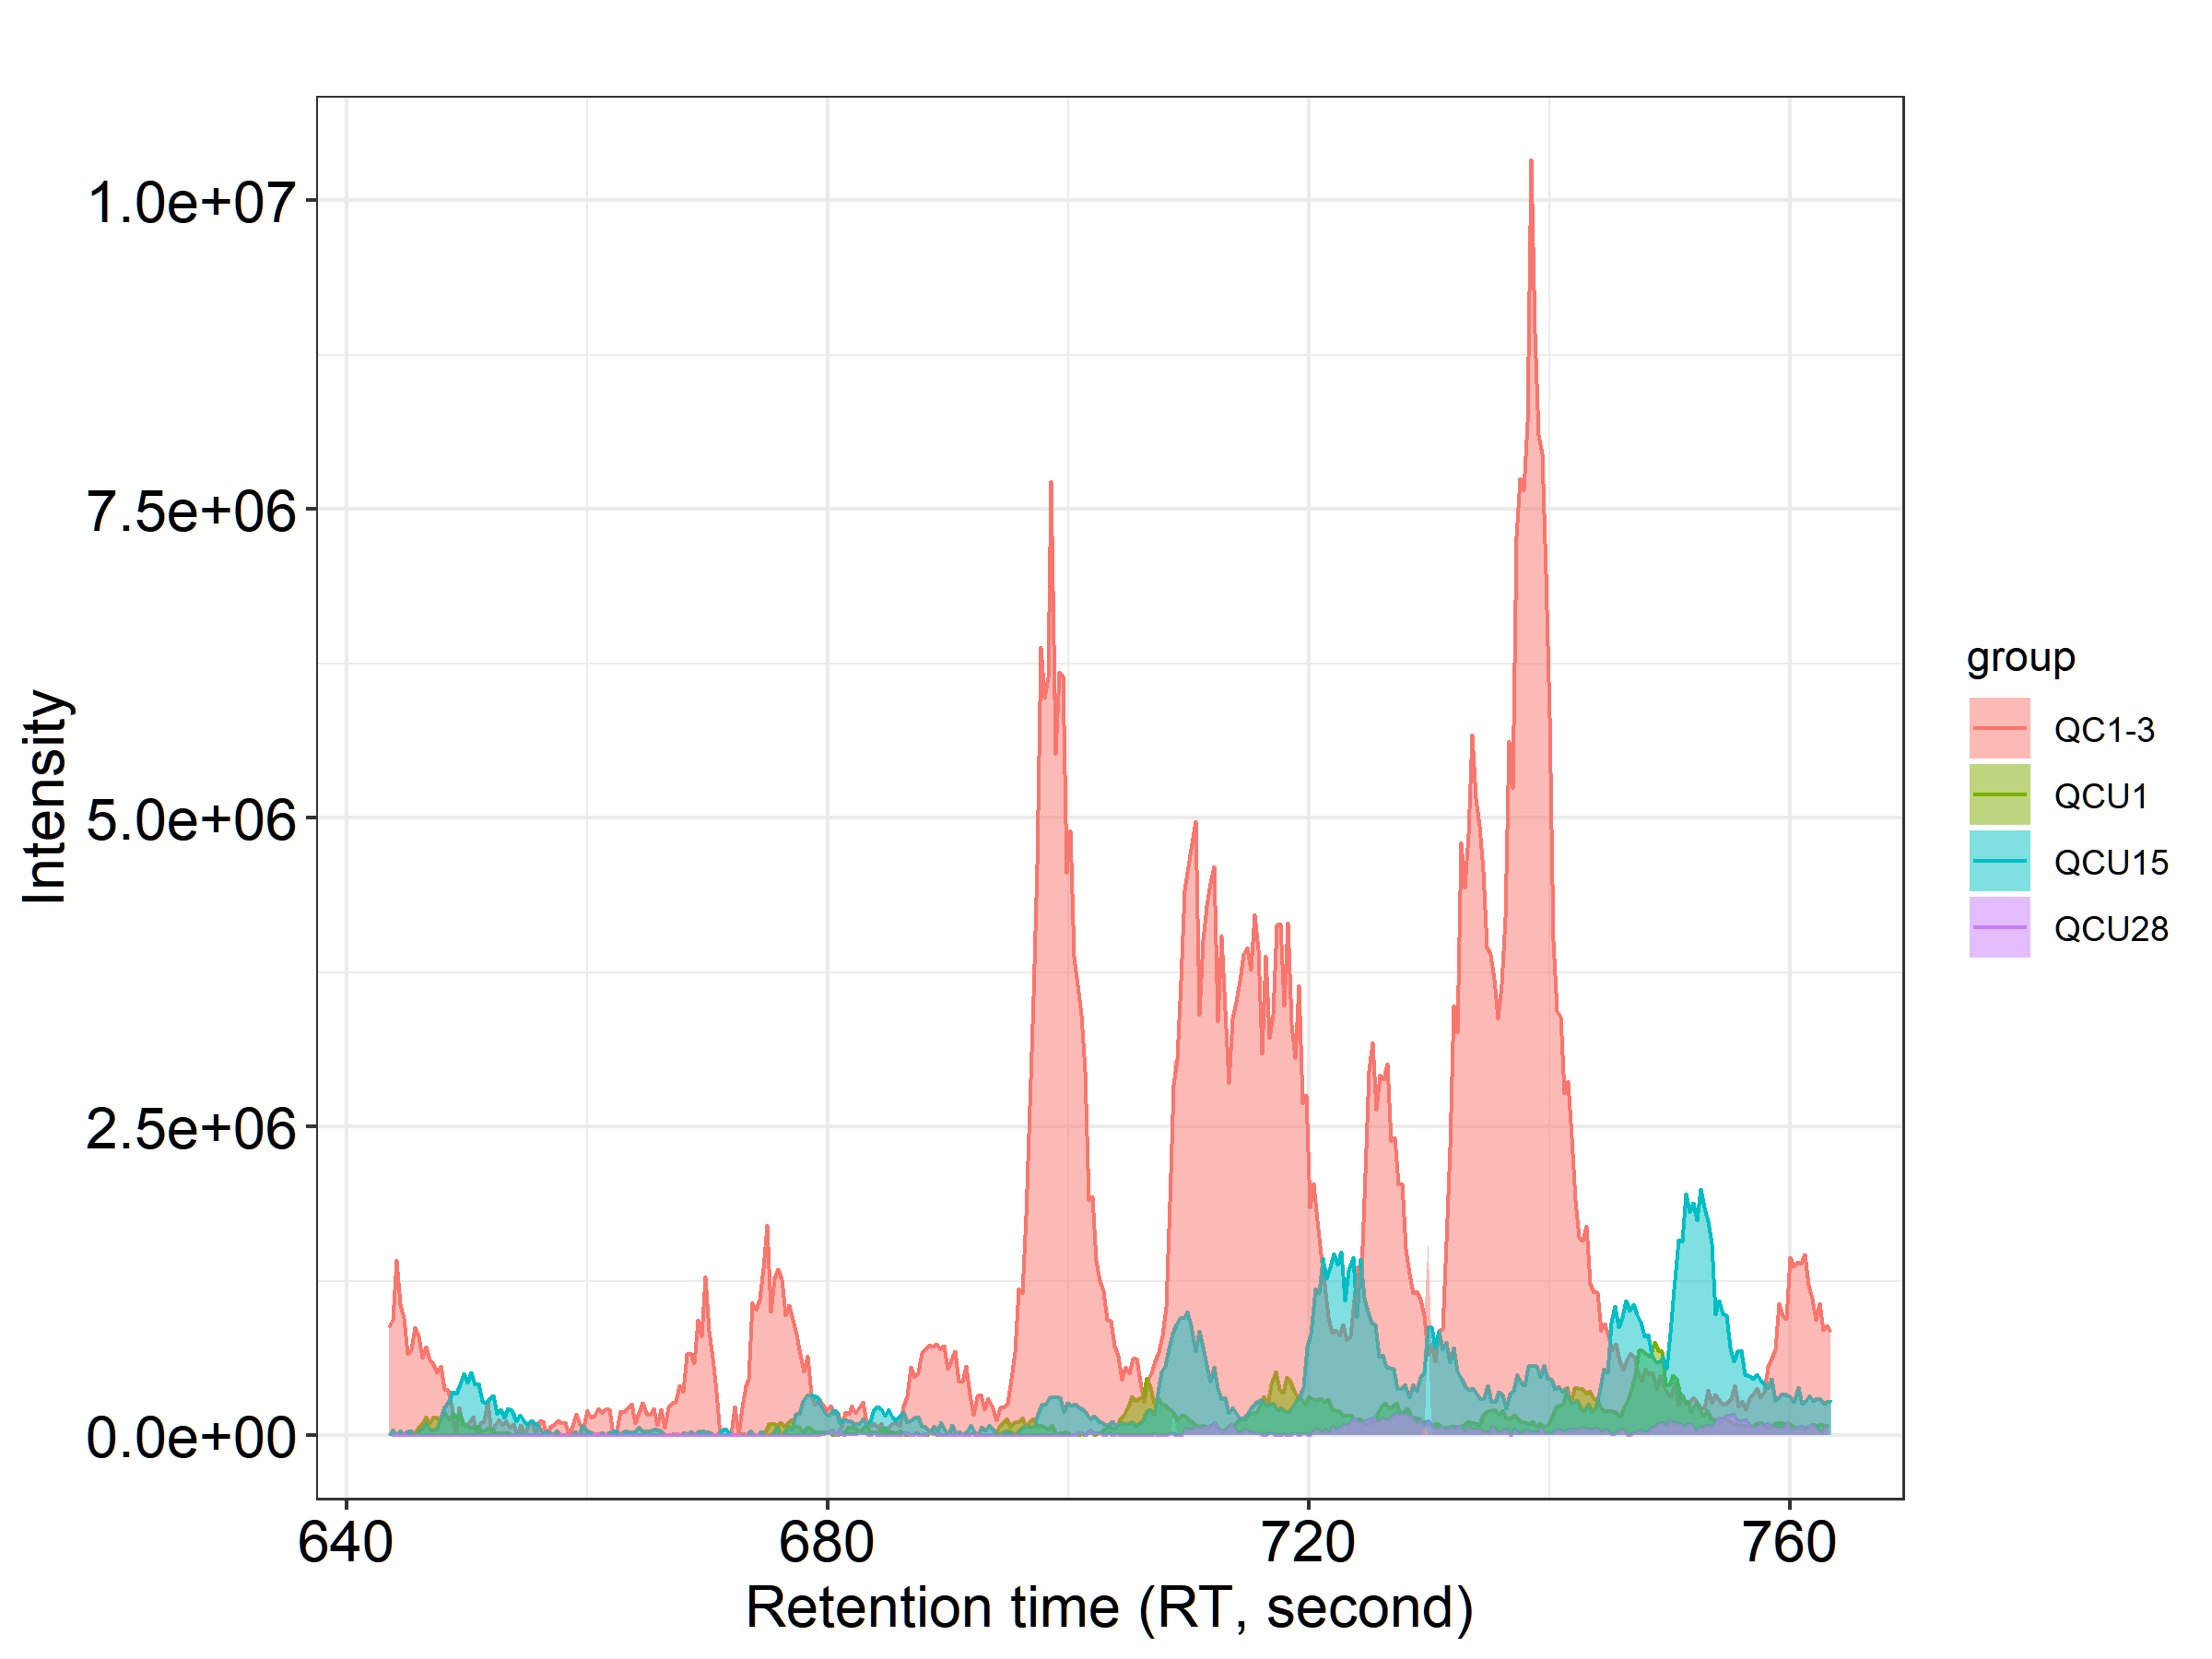 1.0e+07
7.5e+06
5.0e+06
2.5e+06
0.0e+00
Intensity
640 680 720 760
Retention time (RT, second)
group
QC1-3
QCU1
QCU15
QCU28